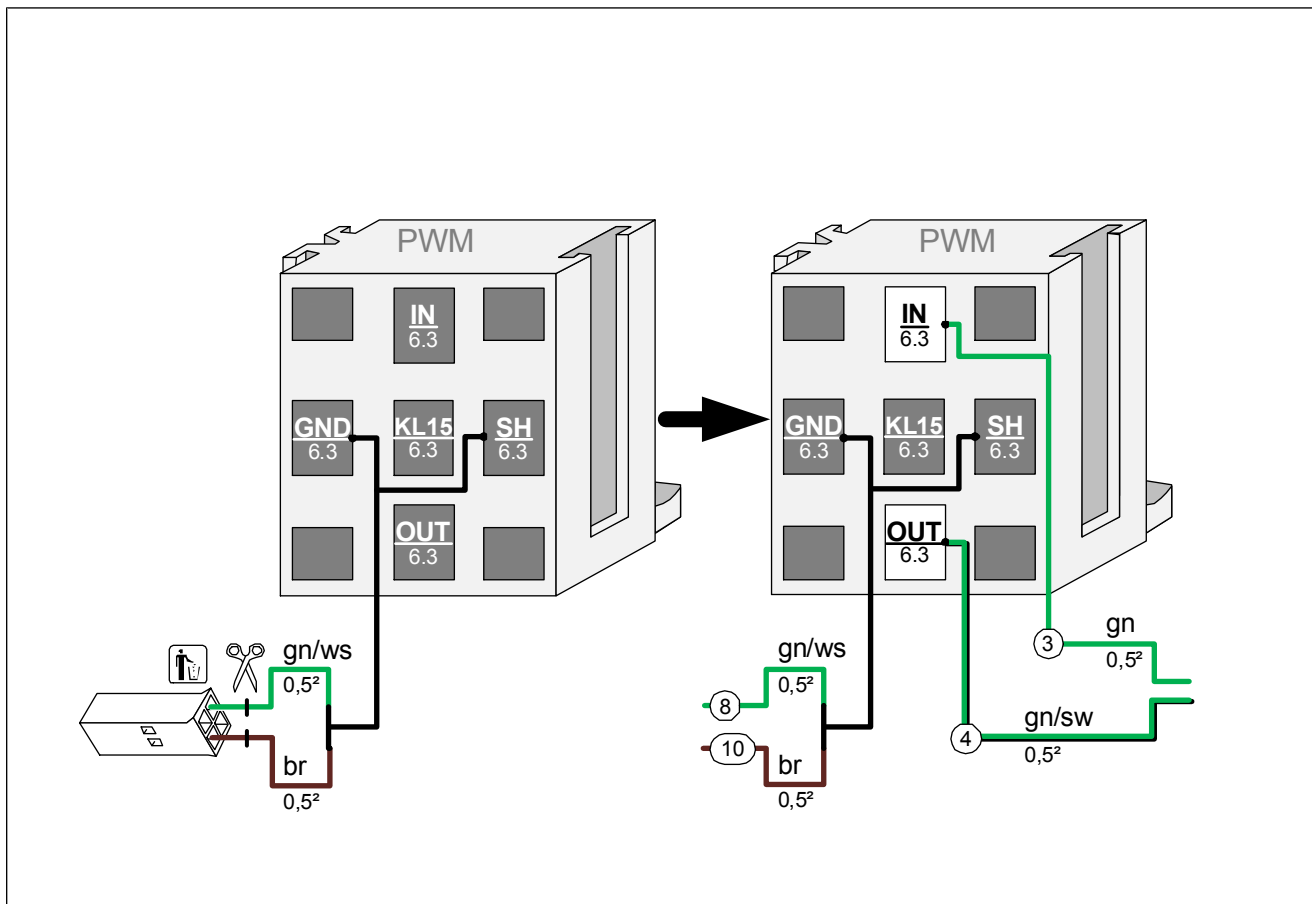 PWM
IN
6.3
GND
6.3
KL15
6.3
SH
6.3
OUT
6.3
gn/ws
0,5²
br
0,5²
PWM
IN
6.3
GND
6.3
KL15
6.3
SH
6.3
OUT
6.3
gn/ws
0,5²
8
10
br
0,5²
3
gn
0,5²
4
gn/sw
0,5²